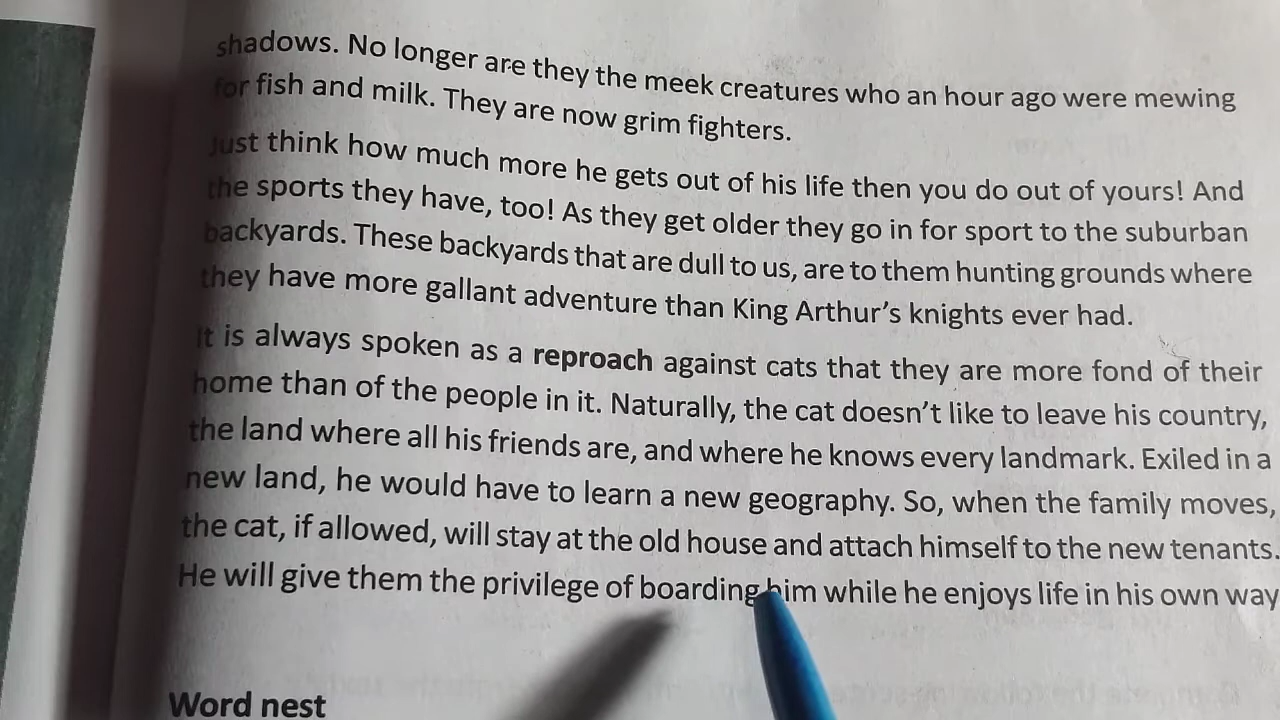 shadows. No longer are they the meek creatures who an hour ago were mewing
for fish and milk. They are now grim fighters.
Just think how much more he gets out of his life then you do out of yours! And
the sports they have, too! As they get older they go in for sport to the suburban
backyards. These backyards that are dull to us, are to them hunting grounds where
they have more gallant adventure than King Arthur's knights ever had.
It is always spoken as a reproach against cats that they are more fond of their
home than of the people in it. Naturally, the cat doesn't like to leave his country,
the land where all his friends are, and where he knows every landmark. Exiled in a
new land, he would have to learn a new geography. So, when the family moves,
the cat, if allowed, will stay at the old house and attach himself to the new tenants.
He will give them the privilege of boarding him while he enjoys life in his own way
Word nest